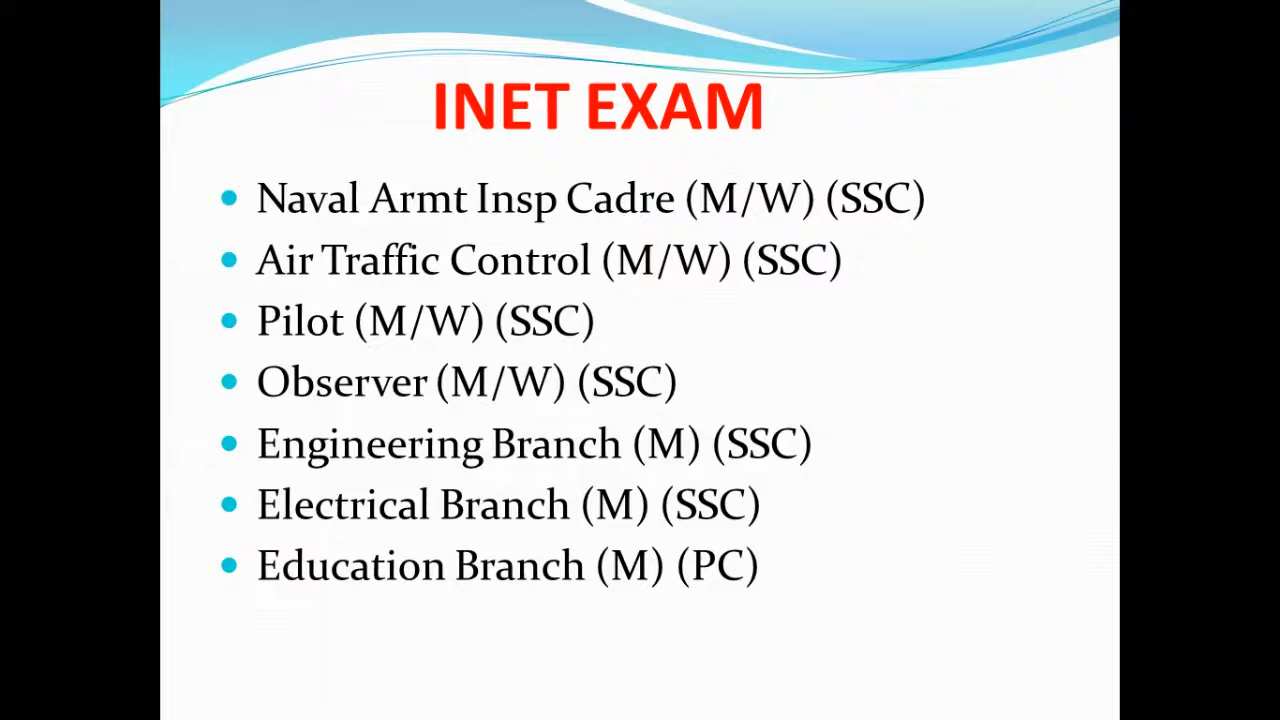 INET EXAM
• Naval Armt Insp Cadre (M/W) (SSC)
• Air Traffic Control (M/W) (SSC)
• Pilot (M/W) (SSC)
• Observer (M/W) (SSC)
• Engineering Branch (M) (SSC)
• Electrical Branch (M) (SSC)
• Education Branch (M) (PC)